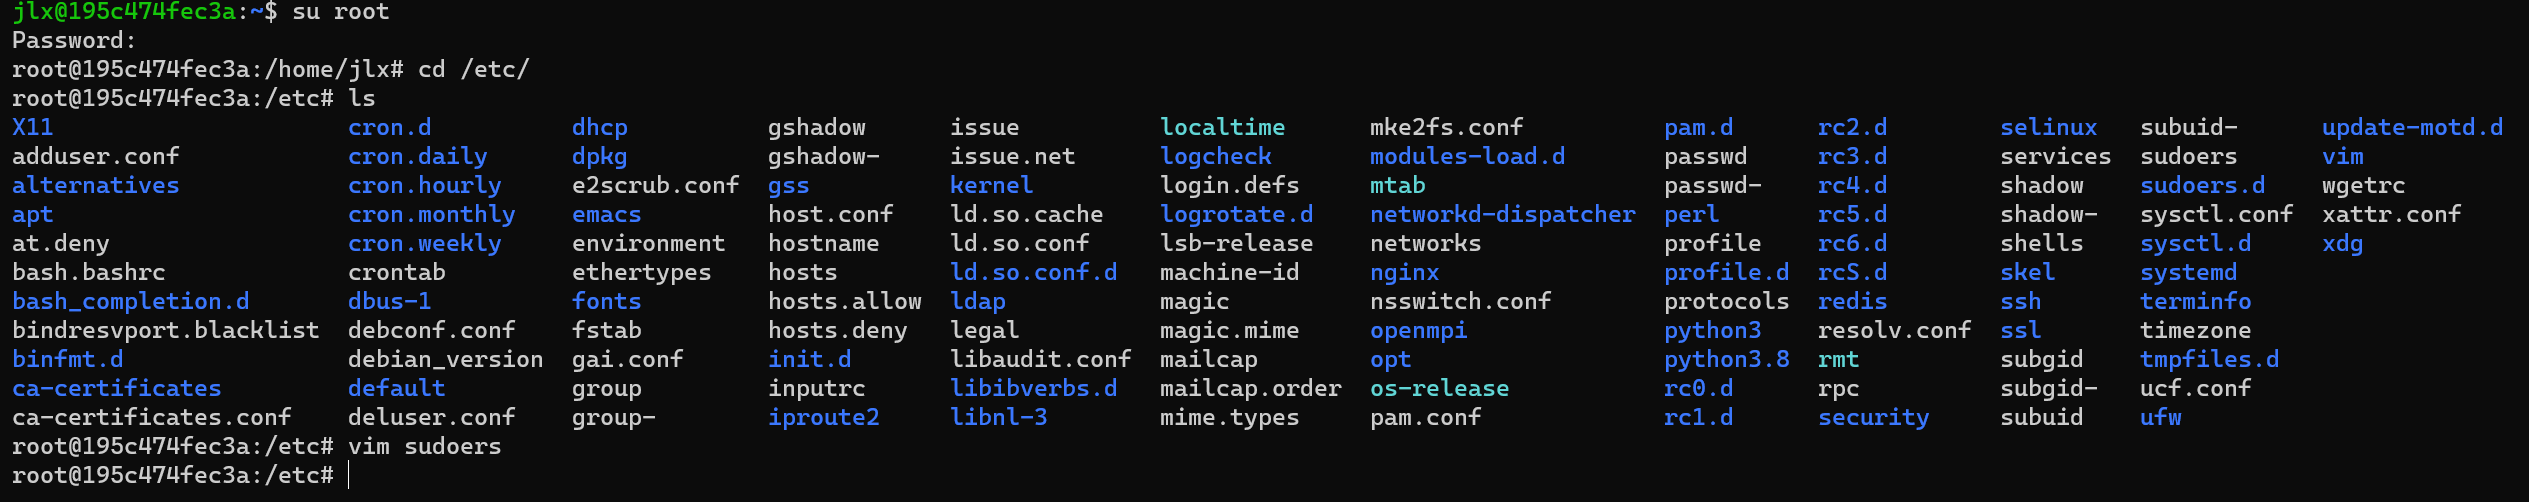 jlx@195c474fec3a:~$ su root
Password:
root@195c474fec3a:/home/jlx# cd /etc/
root@195c474fec3a:/etc# ls
X11 cron.d dhcp gshadow issue localtime mke2fs.conf pam.d rc2.d selinux subuid- update-motd.d
adduser.conf cron.daily dpkg gshadow- issue.net logcheck modules-load.d passwd rc3.d services sudoers vim
alternatives cron.hourly e2scrub.conf gss kernel login.defs mtab passwd- rc4.d shadow sudoers.d wgetrc
apt cron.monthly emacs host.conf ld.so.cache logrotate.d networkd-dispatcher perl rc5.d shadow- sysctl.conf xattr.conf
at.deny cron.weekly environment hostname ld.so.conf lsb-release networks profile rc6.d shells sysctl.d xdg
bash.bashrc crontab ethertypes hosts ld.so.conf.d machine-id nginx profile.d rcS.d skel systemd
bash_completion.d dbus-1 fonts hosts.allow ldap magic nsswitch.conf protocols redis ssh terminfo
bindresvport.blacklist debconf.conf fstab hosts.deny legal magic.mime openmpi python3 resolv.conf ssl timezone
binfmt.d debian_version gai.conf init.d libaudit.conf mailcap opt python3.8 rmt subgid tmpfiles.d
ca-certificates default group inputrc libibverbs.d mailcap.order os-release rc0.d rpc subgid- ucf.conf
ca-certificates.conf deluser.conf group- iproute2 libnl-3 mime.types pam.conf rc1.d security subuid ufw
root@195c474fec3a:/etc# vim sudoers
root@195c474fec3a:/etc#